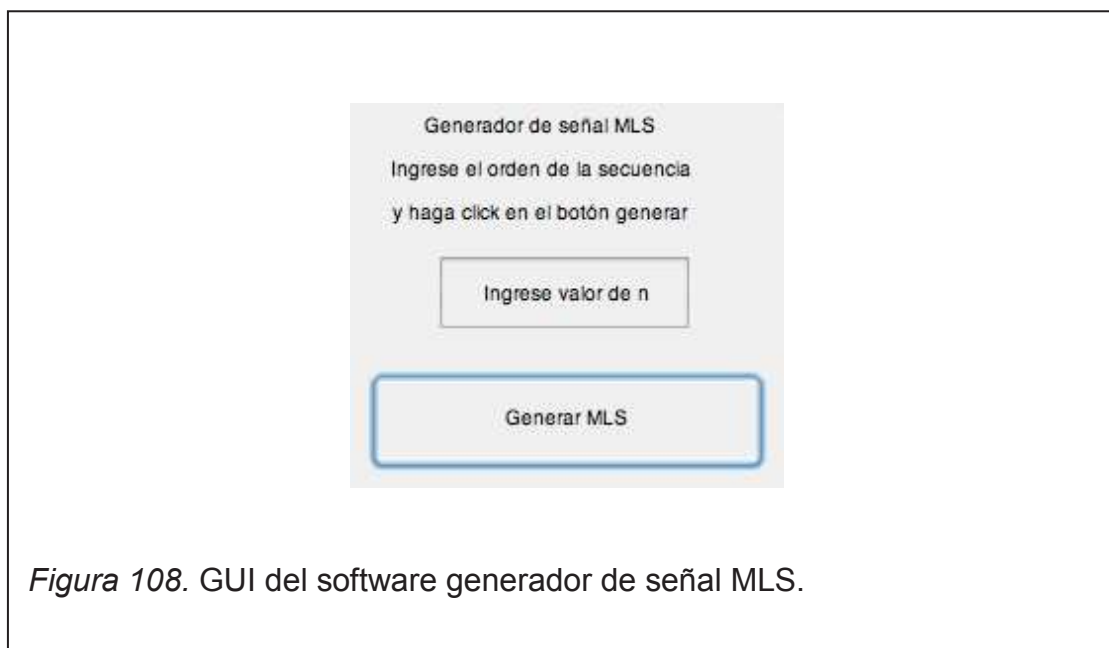 Generador de señal MLS
Ingrese el orden de la secuencia
y haga click en el botón generar
Ingrese valor de n
Generar MLS
Figura 108. GUI del software generador de señal MLS.